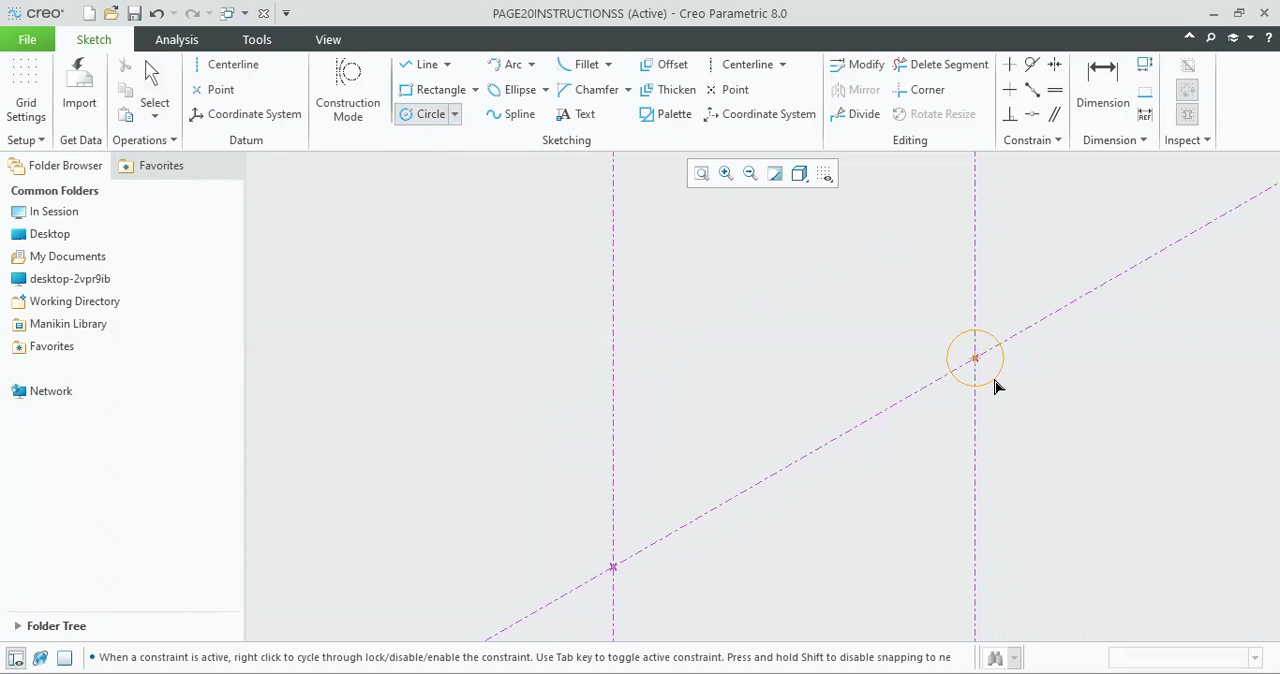 creo®
PAGE20INSTRUCTIONSS (Active) - Creo Parametric 8.0
File
Sketch
Analysis
Tools
View
Grid
Settings
Setup
Import
Get Data
Select
Operations
Centerline
Point
Coordinate System
Datum
Construction
Mode
Line
Arc
Fillet
Offset
Centerline
Rectangle
Ellipse
Chamfer
Thicken
Point
Circle
Spline
Text
Palette
Coordinate System
Sketching
Modify
Delete Segment
Mirror
Corner
Divide
Rotate Resize
Editing
Constrain
Dimension
REF
Dimension
Inspect
Folder Browser
Favorites
Common Folders
In Session
Desktop
My Documents
desktop-2vpr9ib
Working Directory
Manikin Library
Favorites
Network
Folder Tree
• When a constraint is active, right click to cycle through lock/disable/enable the constraint. Use Tab key to toggle active constraint. Press and hold Shift to disable snapping to ne